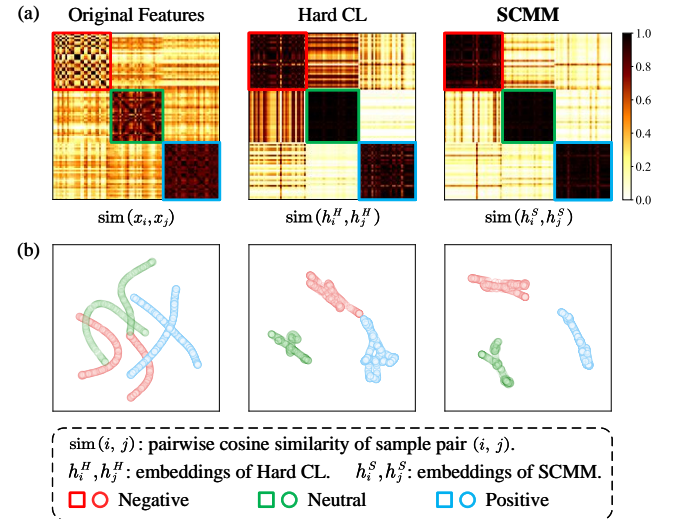 (a) Original Features Hard CL SCMM
1.0
0.8
0.6
0.4
0.2
0.0
sim(x_i, x_j) sim(h_i^H, h_j^H) sim(h_i^S, h_j^S)
(b)
sim(i, j): pairwise cosine similarity of sample pair (i, j).
h_i^H, h_j^H: embeddings of Hard CL. h_i^S, h_j^S: embeddings of SCMM.
Negative Neutral Positive